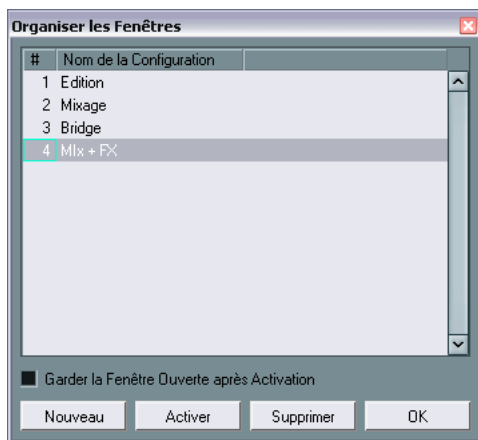 Organiser les Fenêtres
# Nom de la Configuration
1 Edition
2 Mixage
3 Bridge
4 MIx + FX
Garder la Fenêtre Ouverte après Activation
Nouveau Activer Supprimer OK